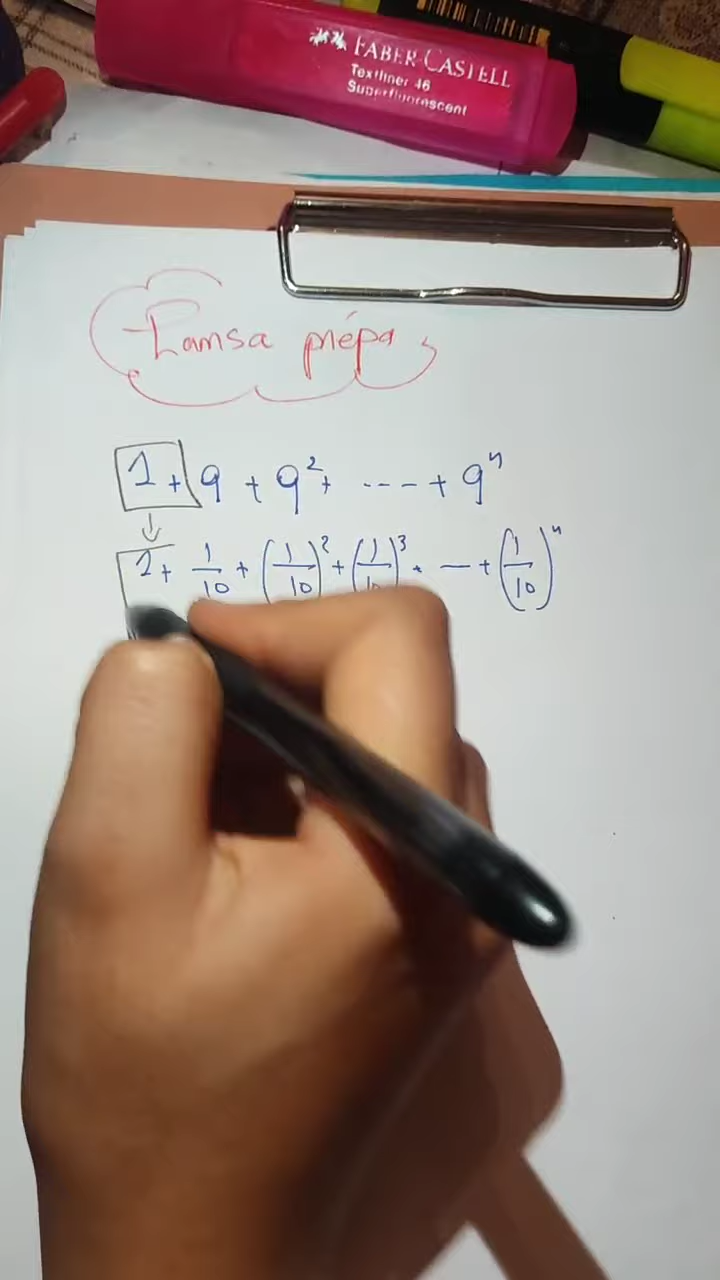 FABER-CASTELL
Textliner 46
Superfluorescent
Lamsa prépa
1 + q + q² + ---- + qⁿ
1 + 1/10 + (1/10)² + (1/10)³ + -- + (1/10)ⁿ